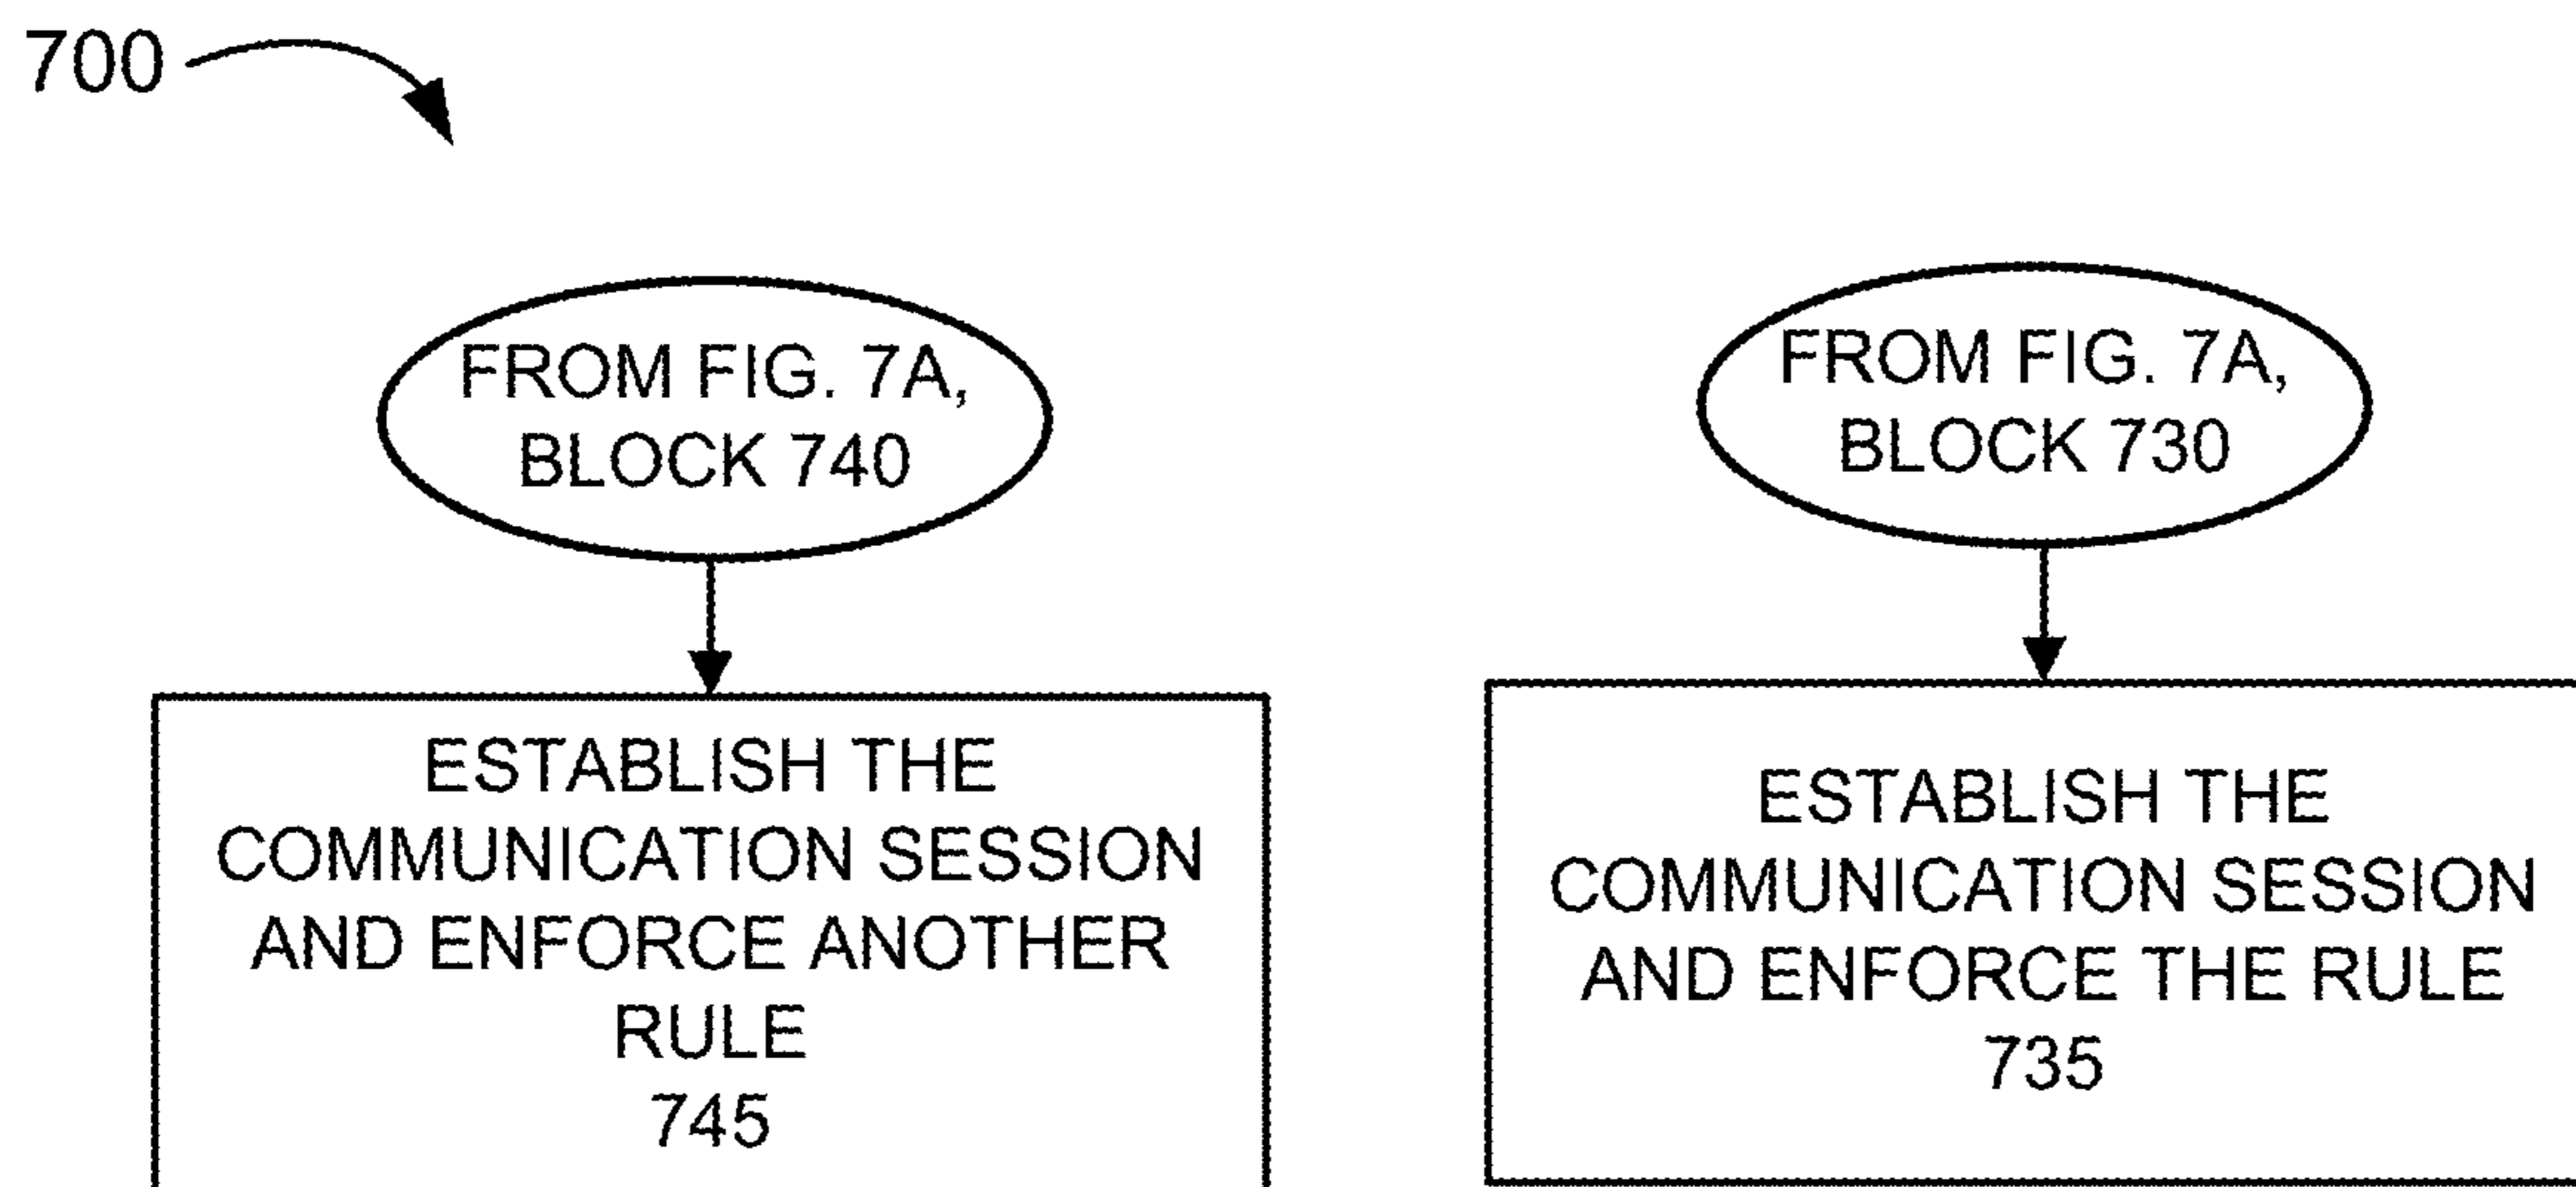 700
FROM FIG. 7A,
BLOCK 740
ESTABLISH THE
COMMUNICATION SESSION
AND ENFORCE ANOTHER
RULE
745
FROM FIG. 7A,
BLOCK 730
ESTABLISH THE
COMMUNICATION SESSION
AND ENFORCE THE RULE
735